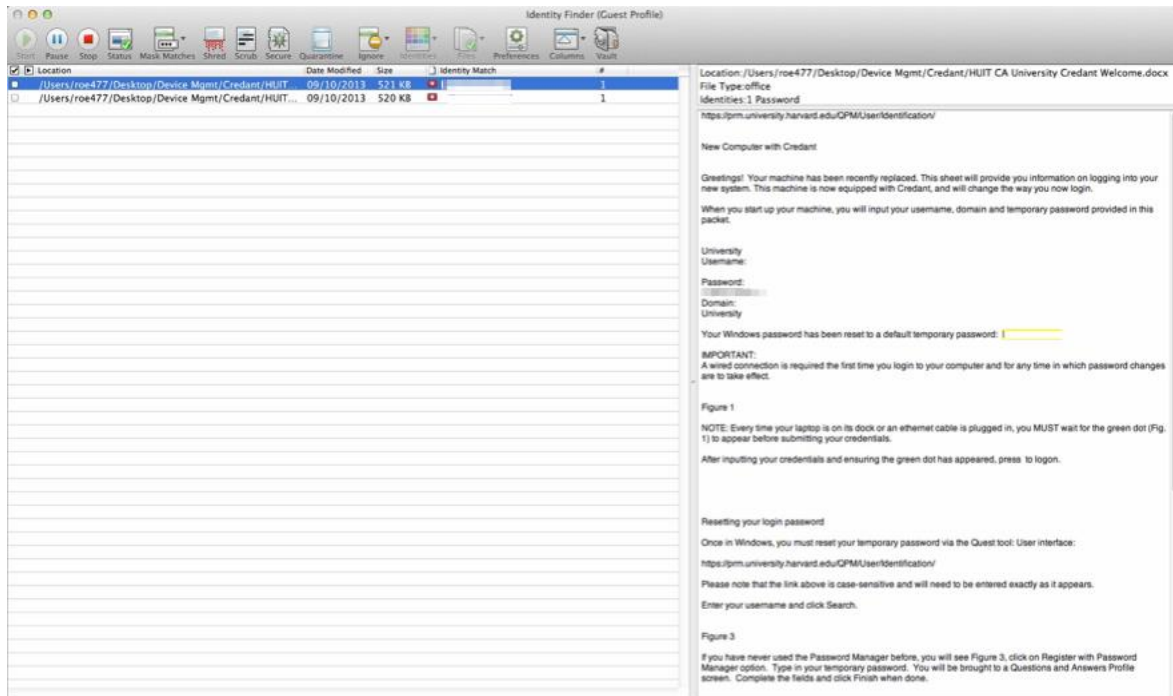 Identity Finder (Guest Profile)
Start Pause Stop Status Mask Matches Shred Scrub Secure Quarantine Ignore Identities Files Preferences Columns Vault
Location Date Modified Size Identity Match #
/Users/roe477/Desktop/Device Mgmt/Credant/HUIT... 09/10/2013 521 KB 1
/Users/roe477/Desktop/Device Mgmt/Credant/HUIT... 09/10/2013 520 KB 1
Location:/Users/roe477/Desktop/Device Mgmt/Credant/HUIT CA University Credant Welcome.docx
File Type:office
Identities:1 Password
https://prm.university.harvard.edu/QPM/User/Identification/
New Computer with Credant
Greetings! Your machine has been recently replaced. This sheet will provide you information on logging into your
new system. This machine is now equipped with Credant, and will change the way you now login.
When you start up your machine, you will input your username, domain and temporary password provided in this
packet.
University
Username:
Password:
Domain:
University
Your Windows password has been reset to a default temporary password:
IMPORTANT:
A wired connection is required the first time you login to your computer and for any time in which password changes
are to take effect.
Figure 1
NOTE: Every time your laptop is on its dock or an ethernet cable is plugged in, you MUST wait for the green dot (Fig.
1) to appear before submitting your credentials.
After inputting your credentials and ensuring the green dot has appeared, press to logon.
Resetting your login password
Once in Windows, you must reset your temporary password via the Quest tool: User interface:
https://prm.university.harvard.edu/QPM/User/Identification/
Please note that the link above is case-sensitive and will need to be entered exactly as it appears.
Enter your username and click Search.
Figure 3
If you have never used the Password Manager before, you will see Figure 3, click on Register with Password
Manager option. Type in your temporary password. You will be brought to a Questions and Answers Profile
screen. Complete the fields and click Finish when done.